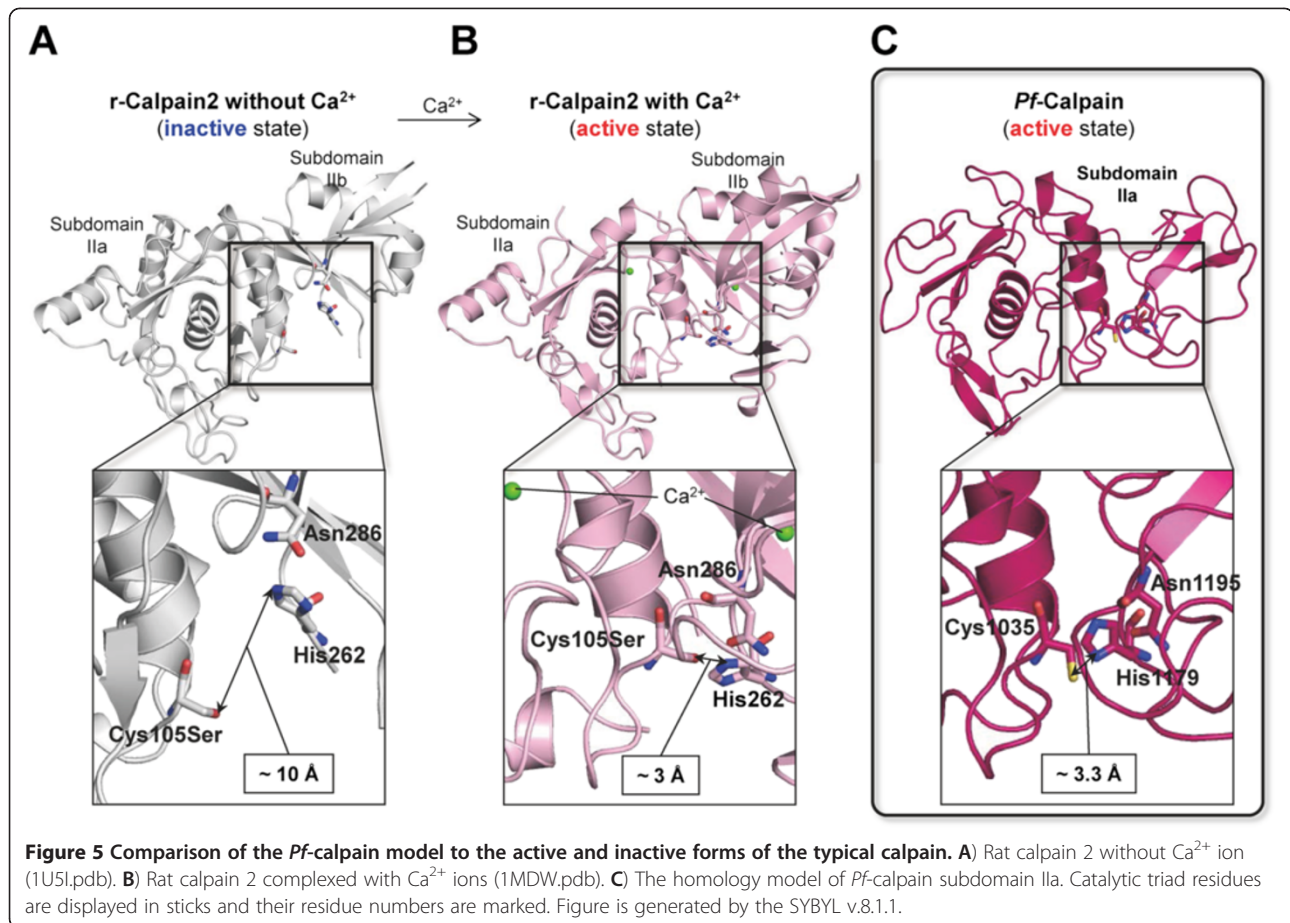 A
B
C
r-Calpain2 without Ca²⁺
(inactive state)
Ca²⁺
r-Calpain2 with Ca²⁺
(active state)
Pf-Calpain
(active state)
Subdomain
IIa
Subdomain
IIb
Subdomain
IIa
Subdomain
IIb
Subdomain
IIa
Asn286
His262
Cys105Ser
~ 10 Å
Ca²⁺
Asn286
Cys105Ser
His262
~ 3 Å
Asn1195
Cys1035
His1179
~ 3.3 Å
Figure 5 Comparison of the Pf-calpain model to the active and inactive forms of the typical calpain. A) Rat calpain 2 without Ca²⁺ ion
(1U5I.pdb). B) Rat calpain 2 complexed with Ca²⁺ ions (1MDW.pdb). C) The homology model of Pf-calpain subdomain IIa. Catalytic triad residues
are displayed in sticks and their residue numbers are marked. Figure is generated by the SYBYL v.8.1.1.